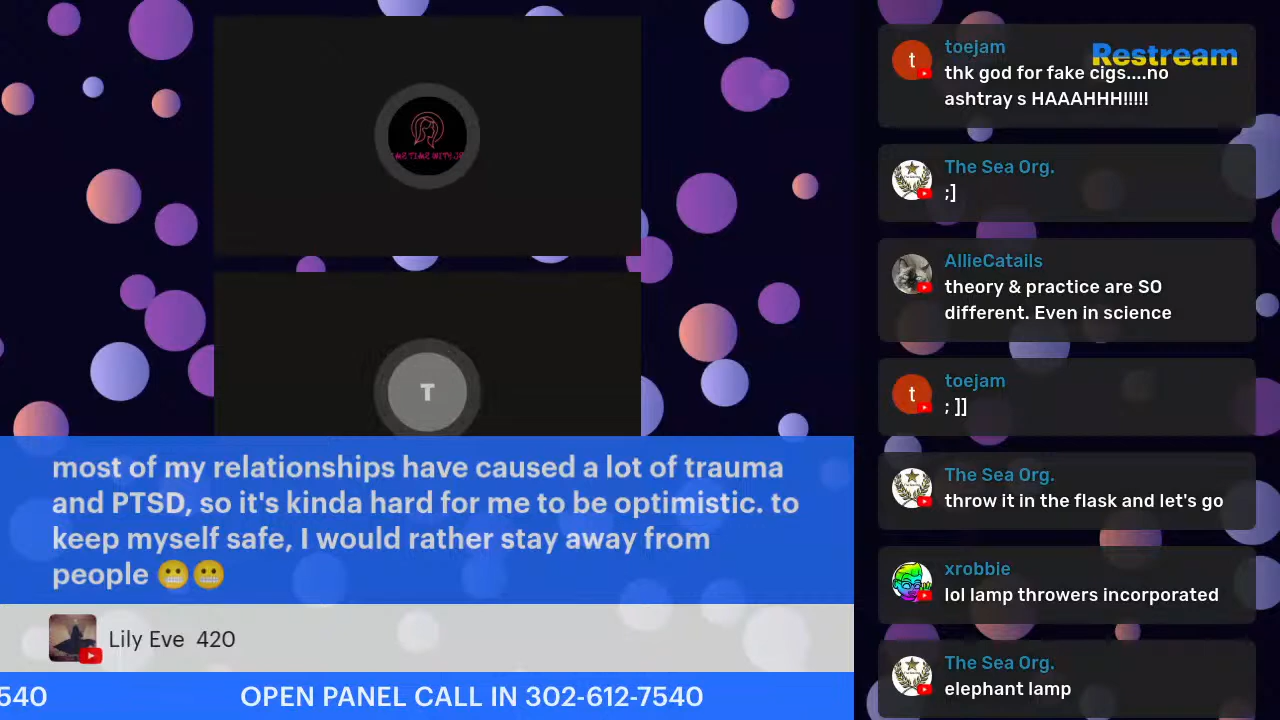 T
most of my relationships have caused a lot of trauma
and PTSD, so it's kinda hard for me to be optimistic. to
keep myself safe, I would rather stay away from
people 😬😬
Lily Eve 420
540
OPEN PANEL CALL IN 302-612-7540
Restream
t
toejam
thk god for fake cigs....no
ashtray s HAAAHHH!!!!!
The Sea Org.
;]
AllieCatails
theory & practice are SO
different. Even in science
t
toejam
; ]]
The Sea Org.
throw it in the flask and let's go
xrobbie
lol lamp throwers incorporated
The Sea Org.
elephant lamp